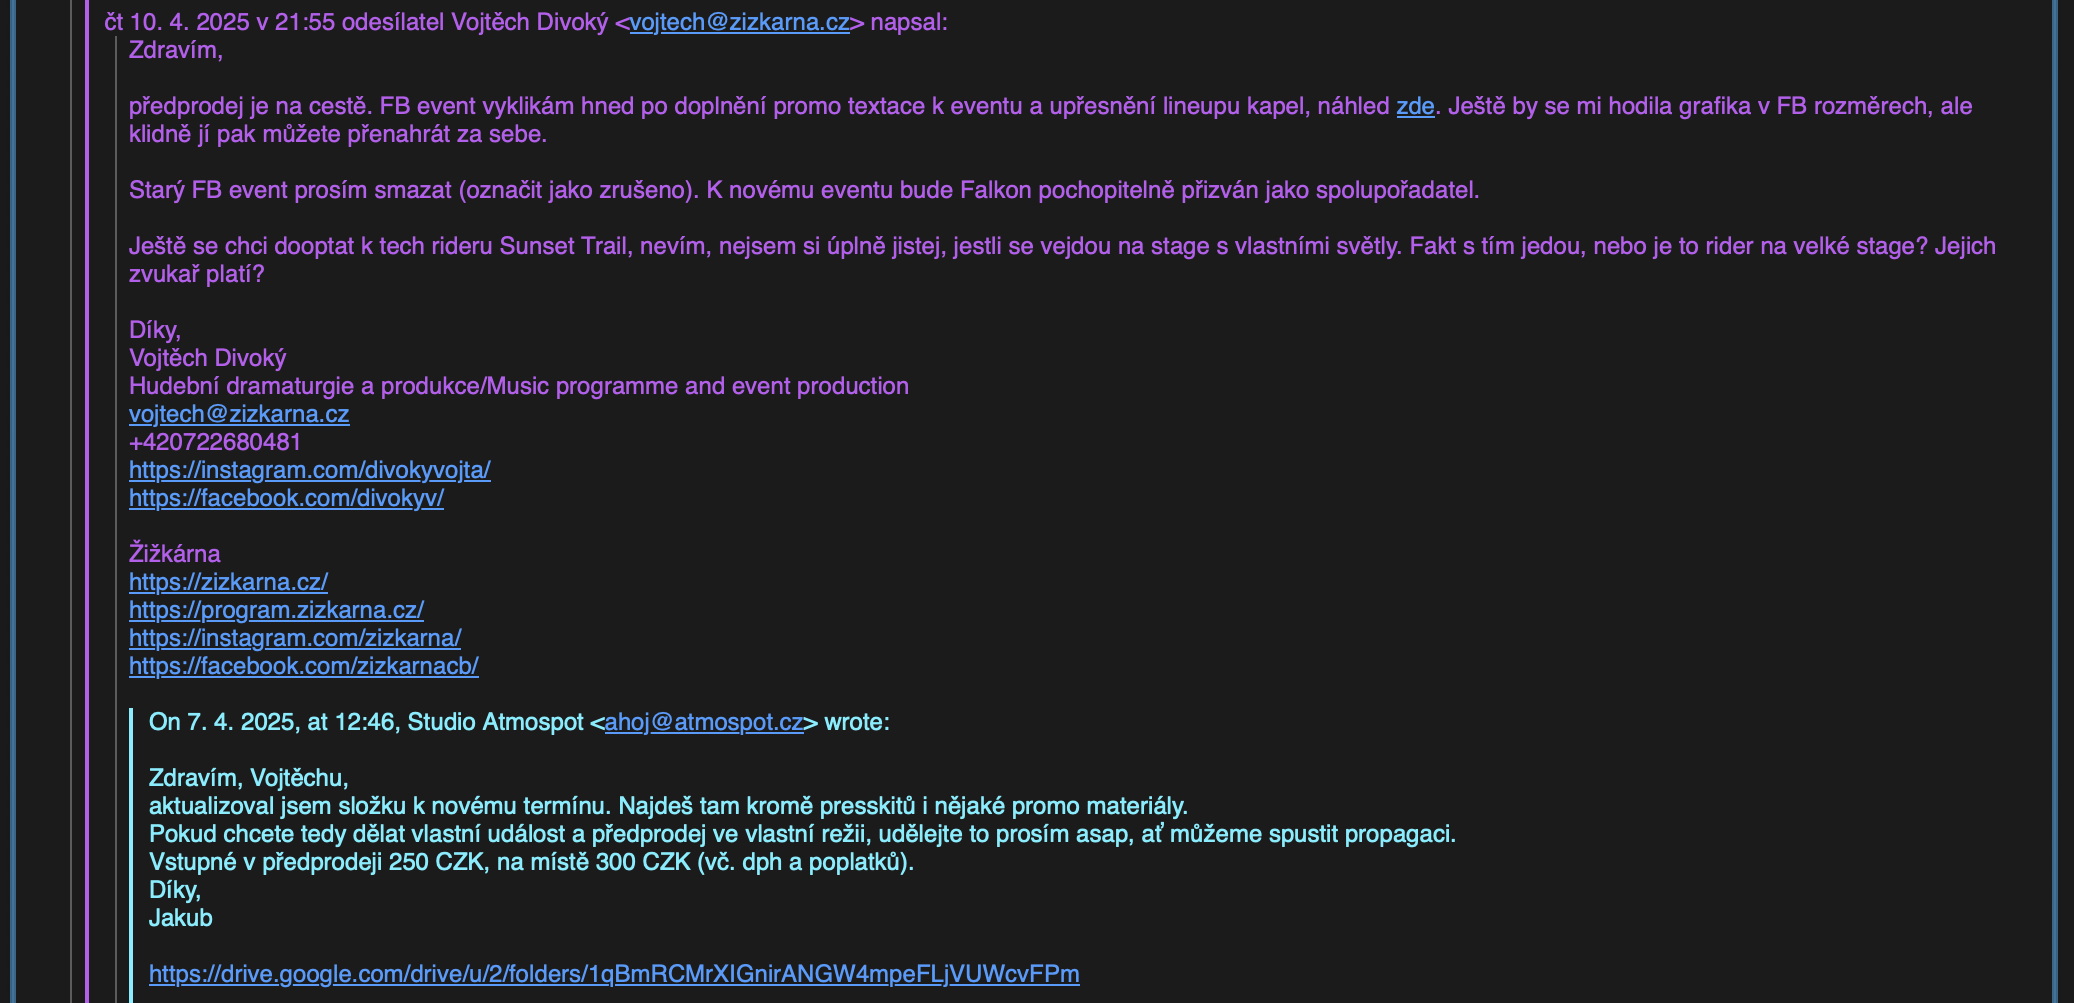 čt 10. 4. 2025 v 21:55 odesílatel Vojtěch Divoký <vojtech@zizkarna.cz> napsal:
Zdravím,
předprodej je na cestě. FB event vyklikám hned po doplnění promo textace k eventu a upřesnění lineupu kapel, náhled zde. Ještě by se mi hodila grafika v FB rozměrech, ale
klidně jí pak můžete přenahrát za sebe.
Starý FB event prosím smazat (označit jako zrušeno). K novému eventu bude Falkon pochopitelně přizván jako spolupořadatel.
Ještě se chci dooptat k tech rideru Sunset Trail, nevím, nejsem si úplně jistej, jestli se vejdou na stage s vlastními světly. Fakt s tím jedou, nebo je to rider na velké stage? Jejich
zvukař platí?
Díky,
Vojtěch Divoký
Hudební dramaturgie a produkce/Music programme and event production
vojtech@zizkarna.cz
+420722680481
https://instagram.com/divokyvojta/
https://facebook.com/divokyv/
Žižkárna
https://zizkarna.cz/
https://program.zizkarna.cz/
https://instagram.com/zizkarna/
https://facebook.com/zizkarnacb/
On 7. 4. 2025, at 12:46, Studio Atmospot <ahoj@atmospot.cz> wrote:
Zdravím, Vojtěchu,
aktualizoval jsem složku k novému termínu. Najdeš tam kromě presskitů i nějaké promo materiály.
Pokud chcete tedy dělat vlastní událost a předprodej ve vlastní režii, udělejte to prosím asap, ať můžeme spustit propagaci.
Vstupné v předprodeji 250 CZK, na místě 300 CZK (vč. dph a poplatků).
Díky,
Jakub
https://drive.google.com/drive/u/2/folders/1qBmRCMrXIGnirANGW4mpeFLjVUWcvFPm